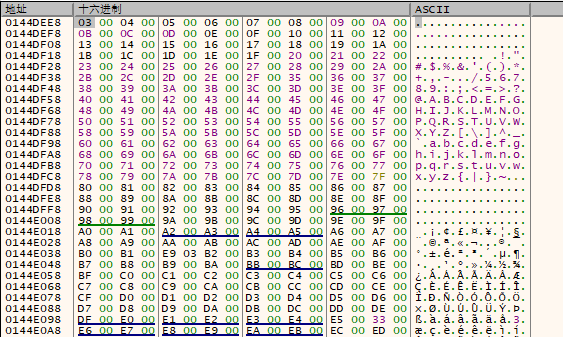 地址 十六进制 ASCII
0144DEE8 03 00 04 00 05 00 06 00 07 00 08 00 09 00 0A 00 ................
0144DEF8 0B 00 0C 00 0D 00 0E 00 0F 00 10 00 11 00 12 00 ................
0144DF08 13 00 14 00 15 00 16 00 17 00 18 00 19 00 1A 00 ................
0144DF18 1B 00 1C 00 1D 00 1E 00 1F 00 20 00 21 00 22 00 .......... .!.".
0144DF28 23 00 24 00 25 00 26 00 27 00 28 00 29 00 2A 00 #.$.%.&.'.(.).*.
0144DF38 2B 00 2C 00 2D 00 2E 00 2F 00 35 00 36 00 37 00 +.,.-.../.5.6.7.
0144DF48 38 00 39 00 3A 00 3B 00 3C 00 3D 00 3E 00 3F 00 8.9.:.;.<.=.>.?.
0144DF58 40 00 41 00 42 00 43 00 44 00 45 00 46 00 47 00 @.A.B.C.D.E.F.G.
0144DF68 48 00 49 00 4A 00 4B 00 4C 00 4D 00 4E 00 4F 00 H.I.J.K.L.M.N.O.
0144DF78 50 00 51 00 52 00 53 00 54 00 55 00 56 00 57 00 P.Q.R.S.T.U.V.W.
0144DF88 58 00 59 00 5A 00 5B 00 5C 00 5D 00 5E 00 5F 00 X.Y.Z.[.\.].^._.
0144DF98 60 00 61 00 62 00 63 00 64 00 65 00 66 00 67 00 `.a.b.c.d.e.f.g.
0144DFA8 68 00 69 00 6A 00 6B 00 6C 00 6D 00 6E 00 6F 00 h.i.j.k.l.m.n.o.
0144DFB8 70 00 71 00 72 00 73 00 74 00 75 00 76 00 77 00 p.q.r.s.t.u.v.w.
0144DFC8 78 00 79 00 7A 00 7B 00 7C 00 7D 00 7E 00 7F 00 x.y.z.{.|.}.~...
0144DFD8 80 00 81 00 82 00 83 00 84 00 85 00 86 00 87 00 ................
0144DFE8 88 00 89 00 8A 00 8B 00 8C 00 8D 00 8E 00 8F 00 ................
0144DFF8 90 00 91 00 92 00 93 00 94 00 95 00 96 00 97 00 ................
0144E008 98 00 99 00 9A 00 9B 00 9C 00 9D 00 9E 00 9F 00 ................
0144E018 A0 00 A1 00 A2 00 A3 00 A4 00 A5 00 A6 00 A7 00  .¡.¢.£.¤.¥.¦.§.
0144E028 A8 00 A9 00 AA 00 AB 00 AC 00 AD 00 AE 00 AF 00
0144E038 B0 00 B1 00 E9 03 B2 00 B3 00 B4 00 B5 00 B6 00 °.±.é.².³.´.µ.¶.
0144E048 B7 00 B8 00 B9 00 BA 00 BB 00 BC 00 BD 00 BE 00 ·.¸.¹.º.».¼.½.¾.
0144E058 BF 00 C0 00 C1 00 C2 00 C3 00 C4 00 C5 00 C6 00 ¿.À.Á.Â.Ã.Ä.Å.Æ.
0144E068 C7 00 C8 00 C9 00 CA 00 CB 00 CC 00 CD 00 CE 00 Ç.È.É.Ê.Ë.Ì.Í.Î.
0144E078 CF 00 D0 00 D1 00 D2 00 D3 00 D4 00 D5 00 D6 00 Ï.Ð.Ñ.Ò.Ó.Ô.Õ.Ö.
0144E088 D7 00 D8 00 D9 00 DA 00 DB 00 DC 00 DD 00 DE 00 ×.Ø.Ù.Ú.Û.Ü.Ý.Þ.
0144E098 DF 00 E0 00 E1 00 E2 00 E3 00 E4 00 E5 00 33 00 ß.à.á.â.ã.ä.å.3.
0144E0A8 E6 00 E7 00 E8 00 E9 00 EA 00 EB 00 EC 00 ED 00 æ.ç.è.é.ê.ë.ì.í.